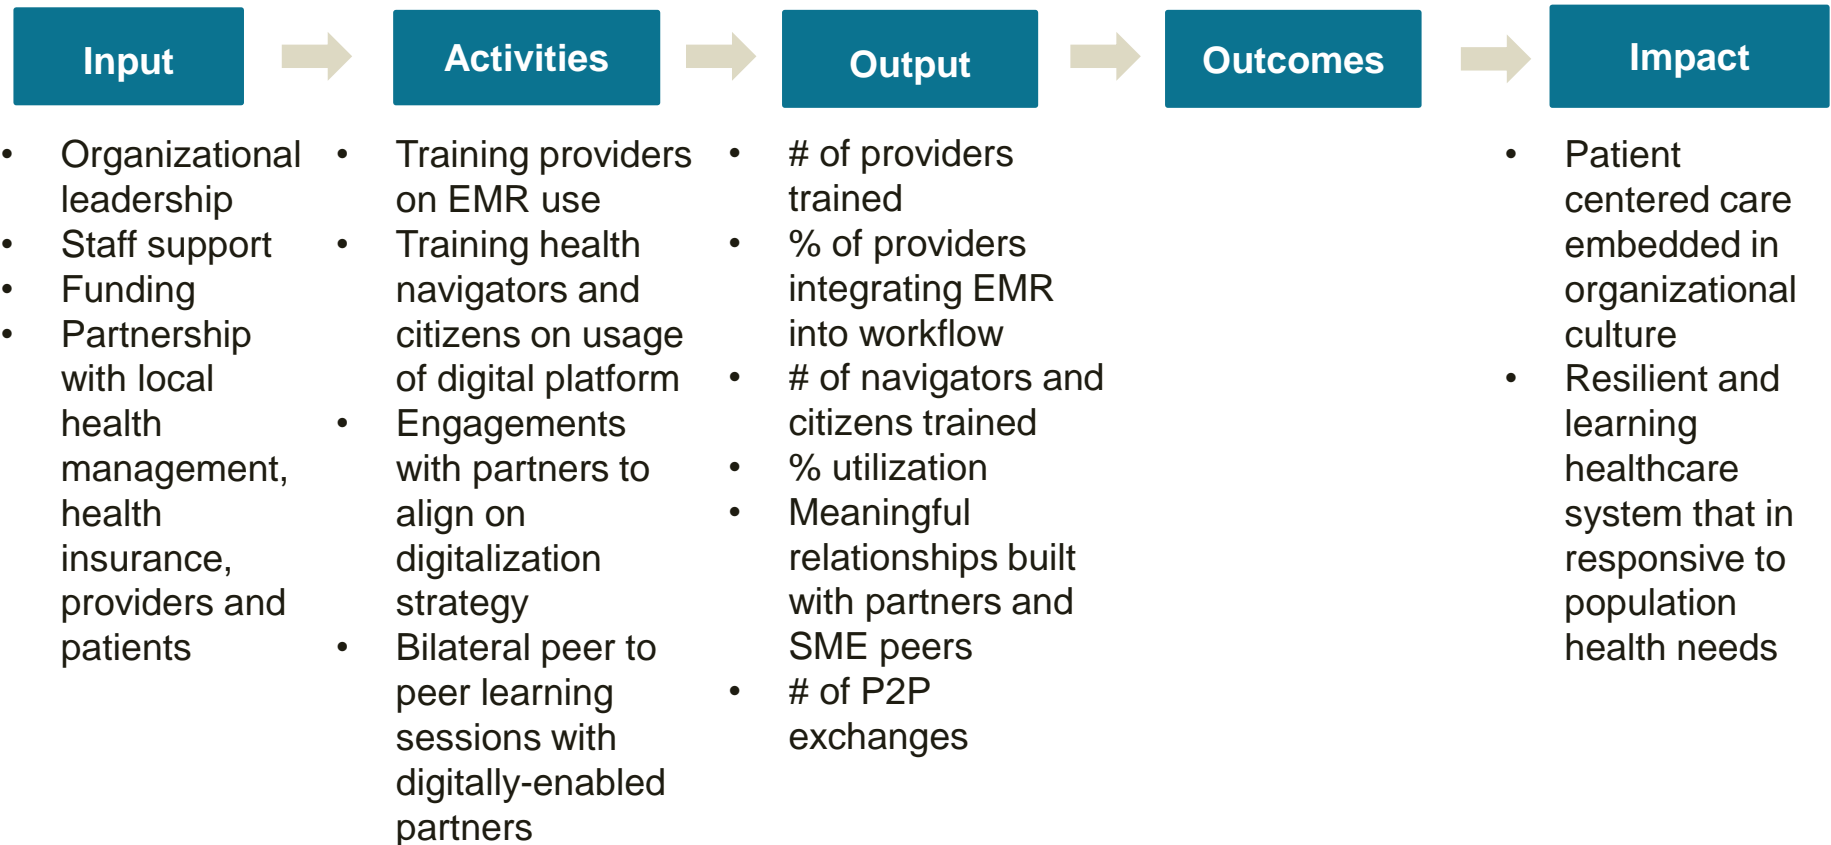 Input
Activities
Output
Outcomes
Impact
• Organizational
leadership
• Staff support
• Funding
• Partnership
with local
health
management,
health
insurance,
providers and
patients
• Training providers
on EMR use
• Training health
navigators and
citizens on usage
of digital platform
• Engagements
with partners to
align on
digitalization
strategy
• Bilateral peer to
peer learning
sessions with
digitally-enabled
partners
• # of providers
trained
• % of providers
integrating EMR
into workflow
• # of navigators and
citizens trained
• % utilization
• Meaningful
relationships built
with partners and
SME peers
• # of P2P
exchanges
• Patient
centered care
embedded in
organizational
culture
• Resilient and
learning
healthcare
system that in
responsive to
population
health needs